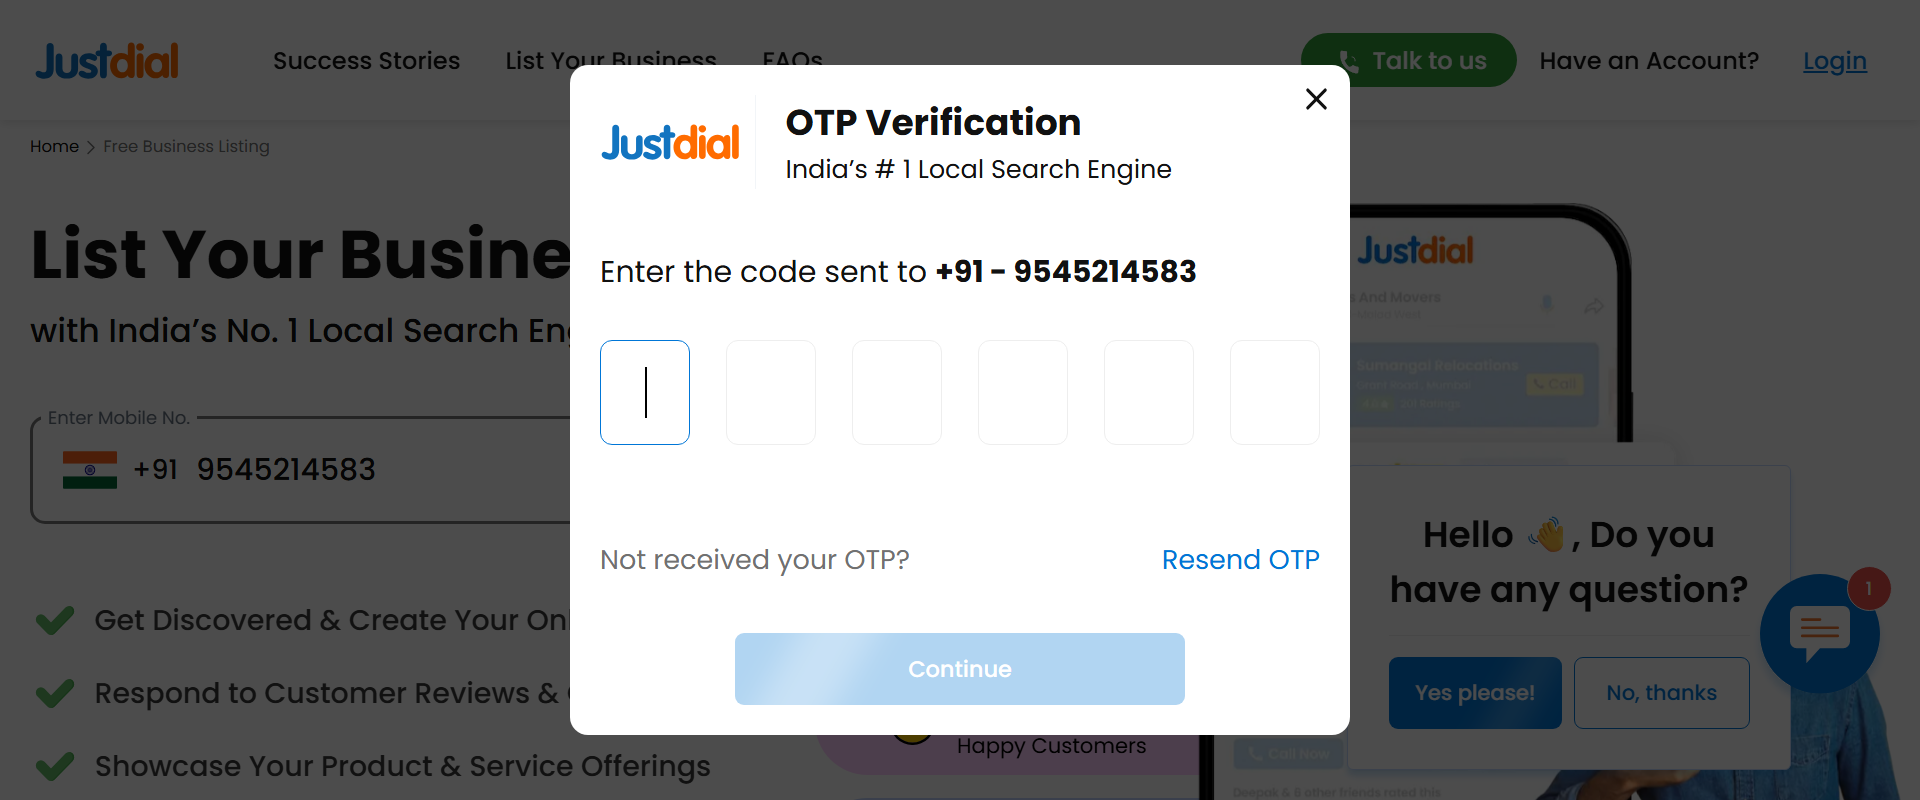 Justdial
Success Stories
List Your Business
FAQs
Talk to us
Have an Account?
Login
Home
Free Business Listing
List Your Busine
with India's No. 1 Local Search En
Enter Mobile No.
+91 9545214583
Get Discovered & Create Your Onl
Respond to Customer Reviews &
Showcase Your Product & Service Offerings
Justdial
OTP Verification
India's # 1 Local Search Engine
Enter the code sent to +91 - 9545214583
Not received your OTP?
Resend OTP
Continue
Happy Customers
Justdial
s And Movers
Sumangal Relocations
Call
Hello 👋, Do you
have any question?
Yes please!
No, thanks
1
Call Now
Deepak & 8 other friends rated this